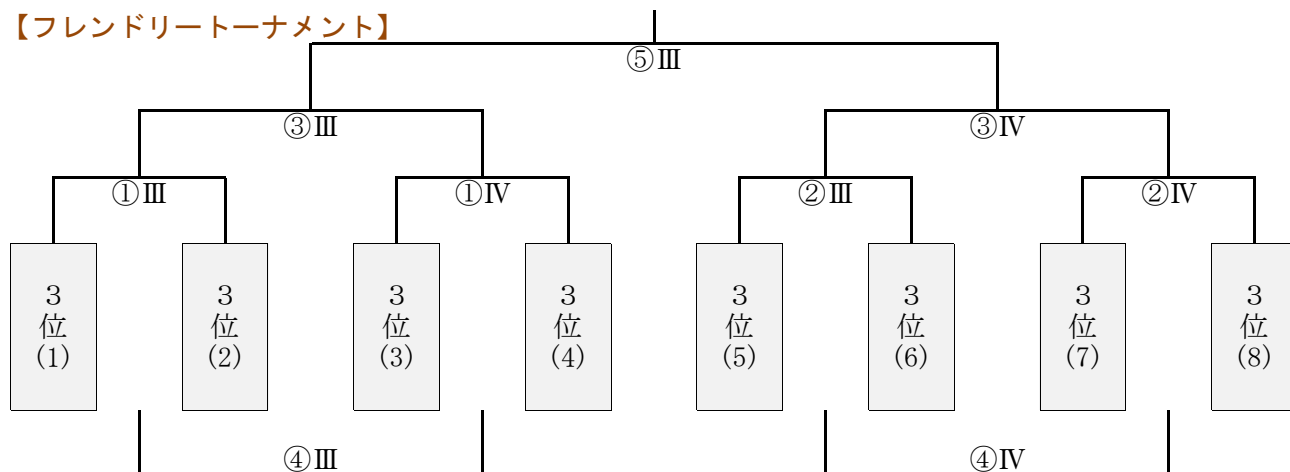 【フレンドリートーナメント】
⑤Ⅲ
③Ⅲ
③Ⅳ
①Ⅲ
①Ⅳ
②Ⅲ
②Ⅳ
3位(1)
3位(2)
3位(3)
3位(4)
3位(5)
3位(6)
3位(7)
3位(8)
④Ⅲ
④Ⅳ